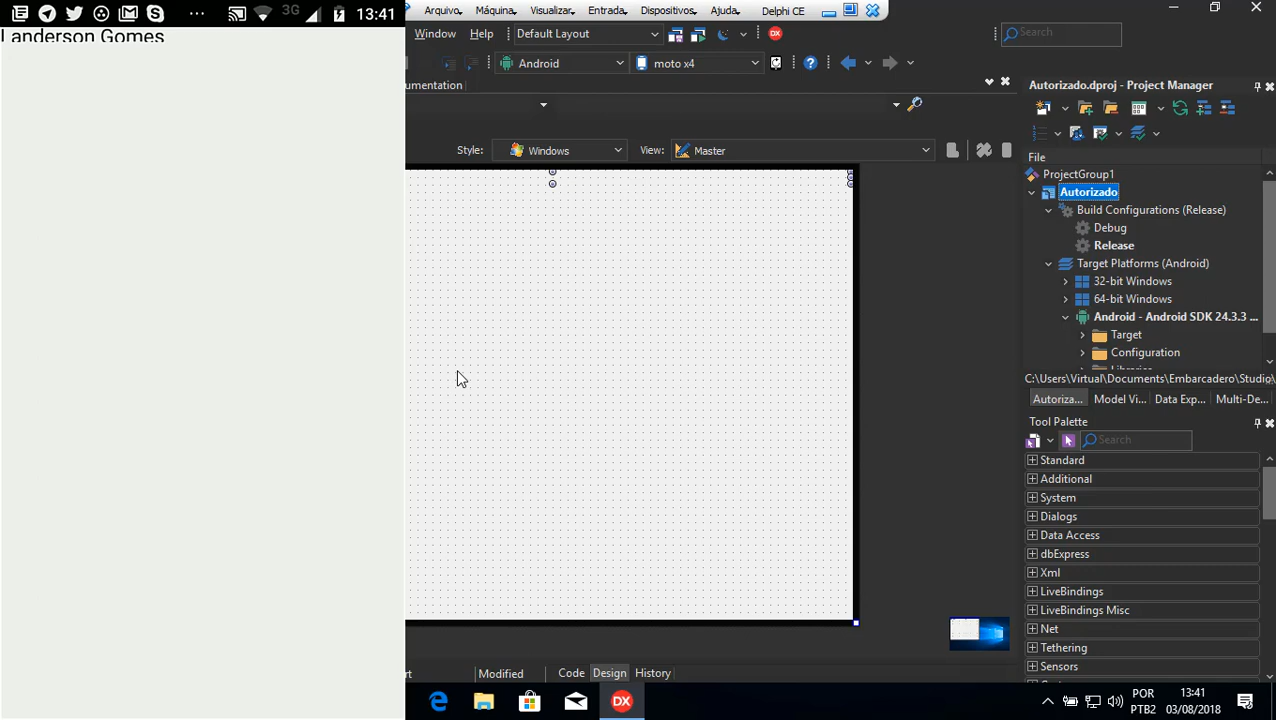 3G 13:41
Landerson Gomes
Arquivo, Máquina, Visualizar, Entrada, Dispositivos, Ajuda, Delphi CE
Window Help Default Layout Search
Android moto x4
umentation
Style: Windows View: Master
Autorizado.dproj - Project Manager
File
ProjectGroup1
Autorizado
Build Configurations (Release)
Debug
Release
Target Platforms (Android)
32-bit Windows
64-bit Windows
Android - Android SDK 24.3.3 ...
Target
Configuration
Libraries
C:\Users\Virtual\Documents\Embarcadero\Studio\
Autoriza... Model Vi... Data Exp... Multi-De...
Tool Palette
Search
Standard
Additional
System
Dialogs
Data Access
dbExpress
Xml
LiveBindings
LiveBindings Misc
Net
Tethering
Sensors
rt Modified Code Design History
DX
POR 13:41
PTB2 03/08/2018